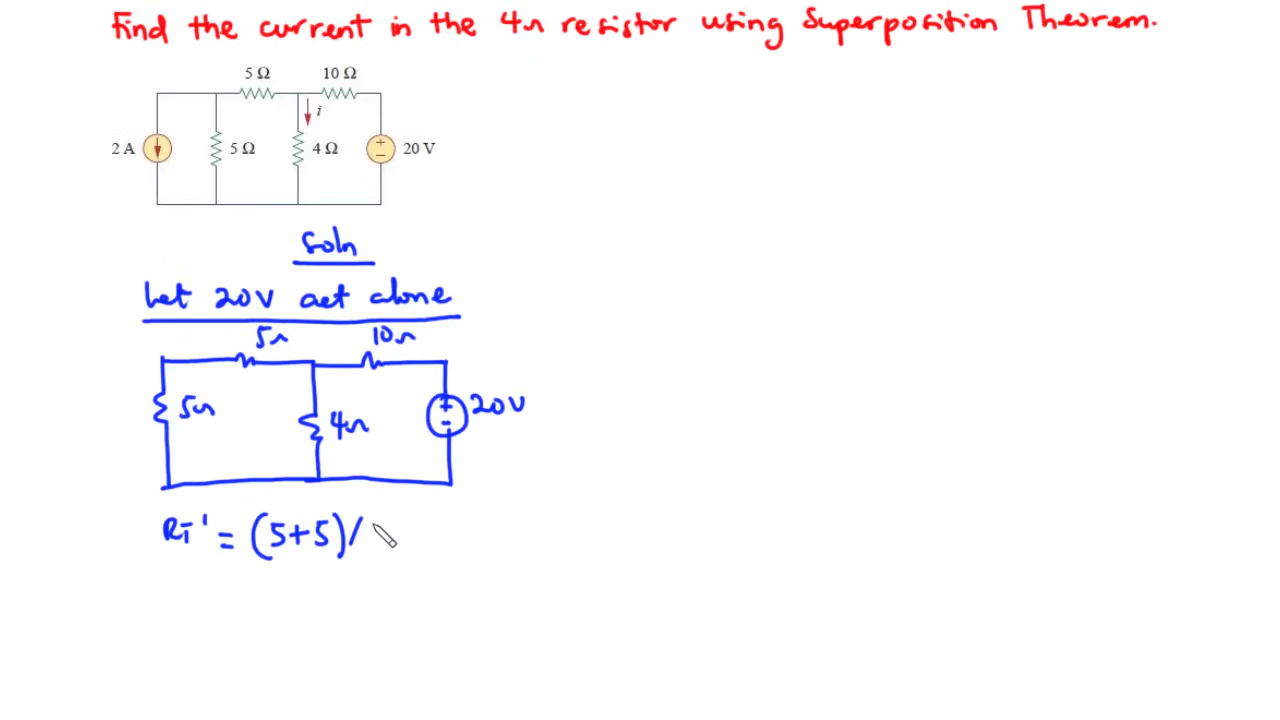 Find the current in the 4Ω resistor using Superposition Theorem.
5 Ω 10 Ω
i
2 A 5 Ω 4 Ω + − 20 V
Soln
Let 20V act alone
5Ω 10Ω
5Ω 4Ω + - 20V
RT' = (5+5)/